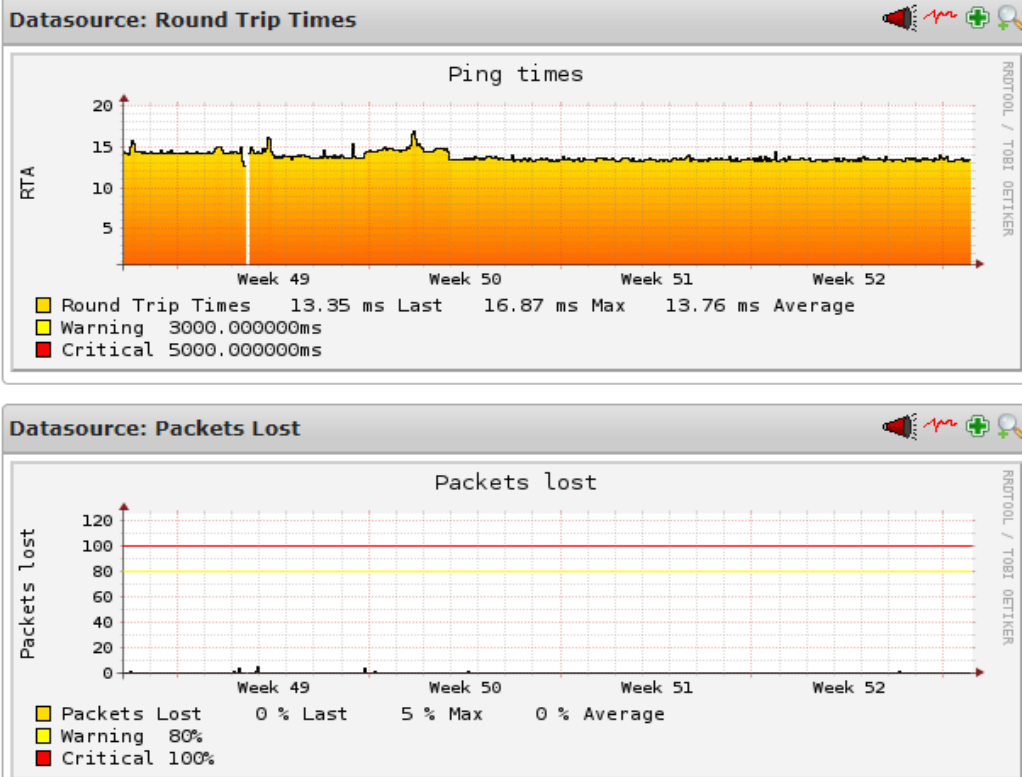 Datasource: Round Trip Times
Ping times
RRDTOOL / TOBI OETIKER
20
15
10
5
RTA
Week 49 Week 50 Week 51 Week 52
Round Trip Times 13.35 ms Last 16.87 ms Max 13.76 ms Average
Warning 3000.000000ms
Critical 5000.000000ms
Datasource: Packets Lost
Packets lost
RRDTOOL / TOBI OETIKER
120
100
80
60
40
20
0
Packets lost
Week 49 Week 50 Week 51 Week 52
Packets Lost 0 % Last 5 % Max 0 % Average
Warning 80%
Critical 100%